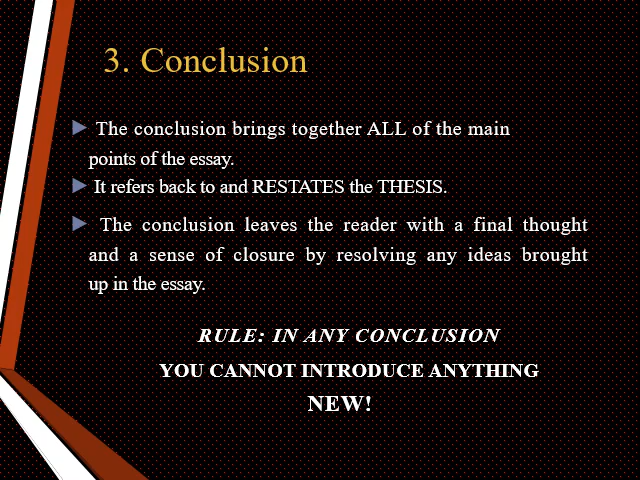 3. Conclusion
The conclusion brings together ALL of the main
points of the essay.
It refers back to and RESTATES the THESIS.
The conclusion leaves the reader with a final thought
and a sense of closure by resolving any ideas brought
up in the essay.
RULE: IN ANY CONCLUSION
YOU CANNOT INTRODUCE ANYTHING
NEW!